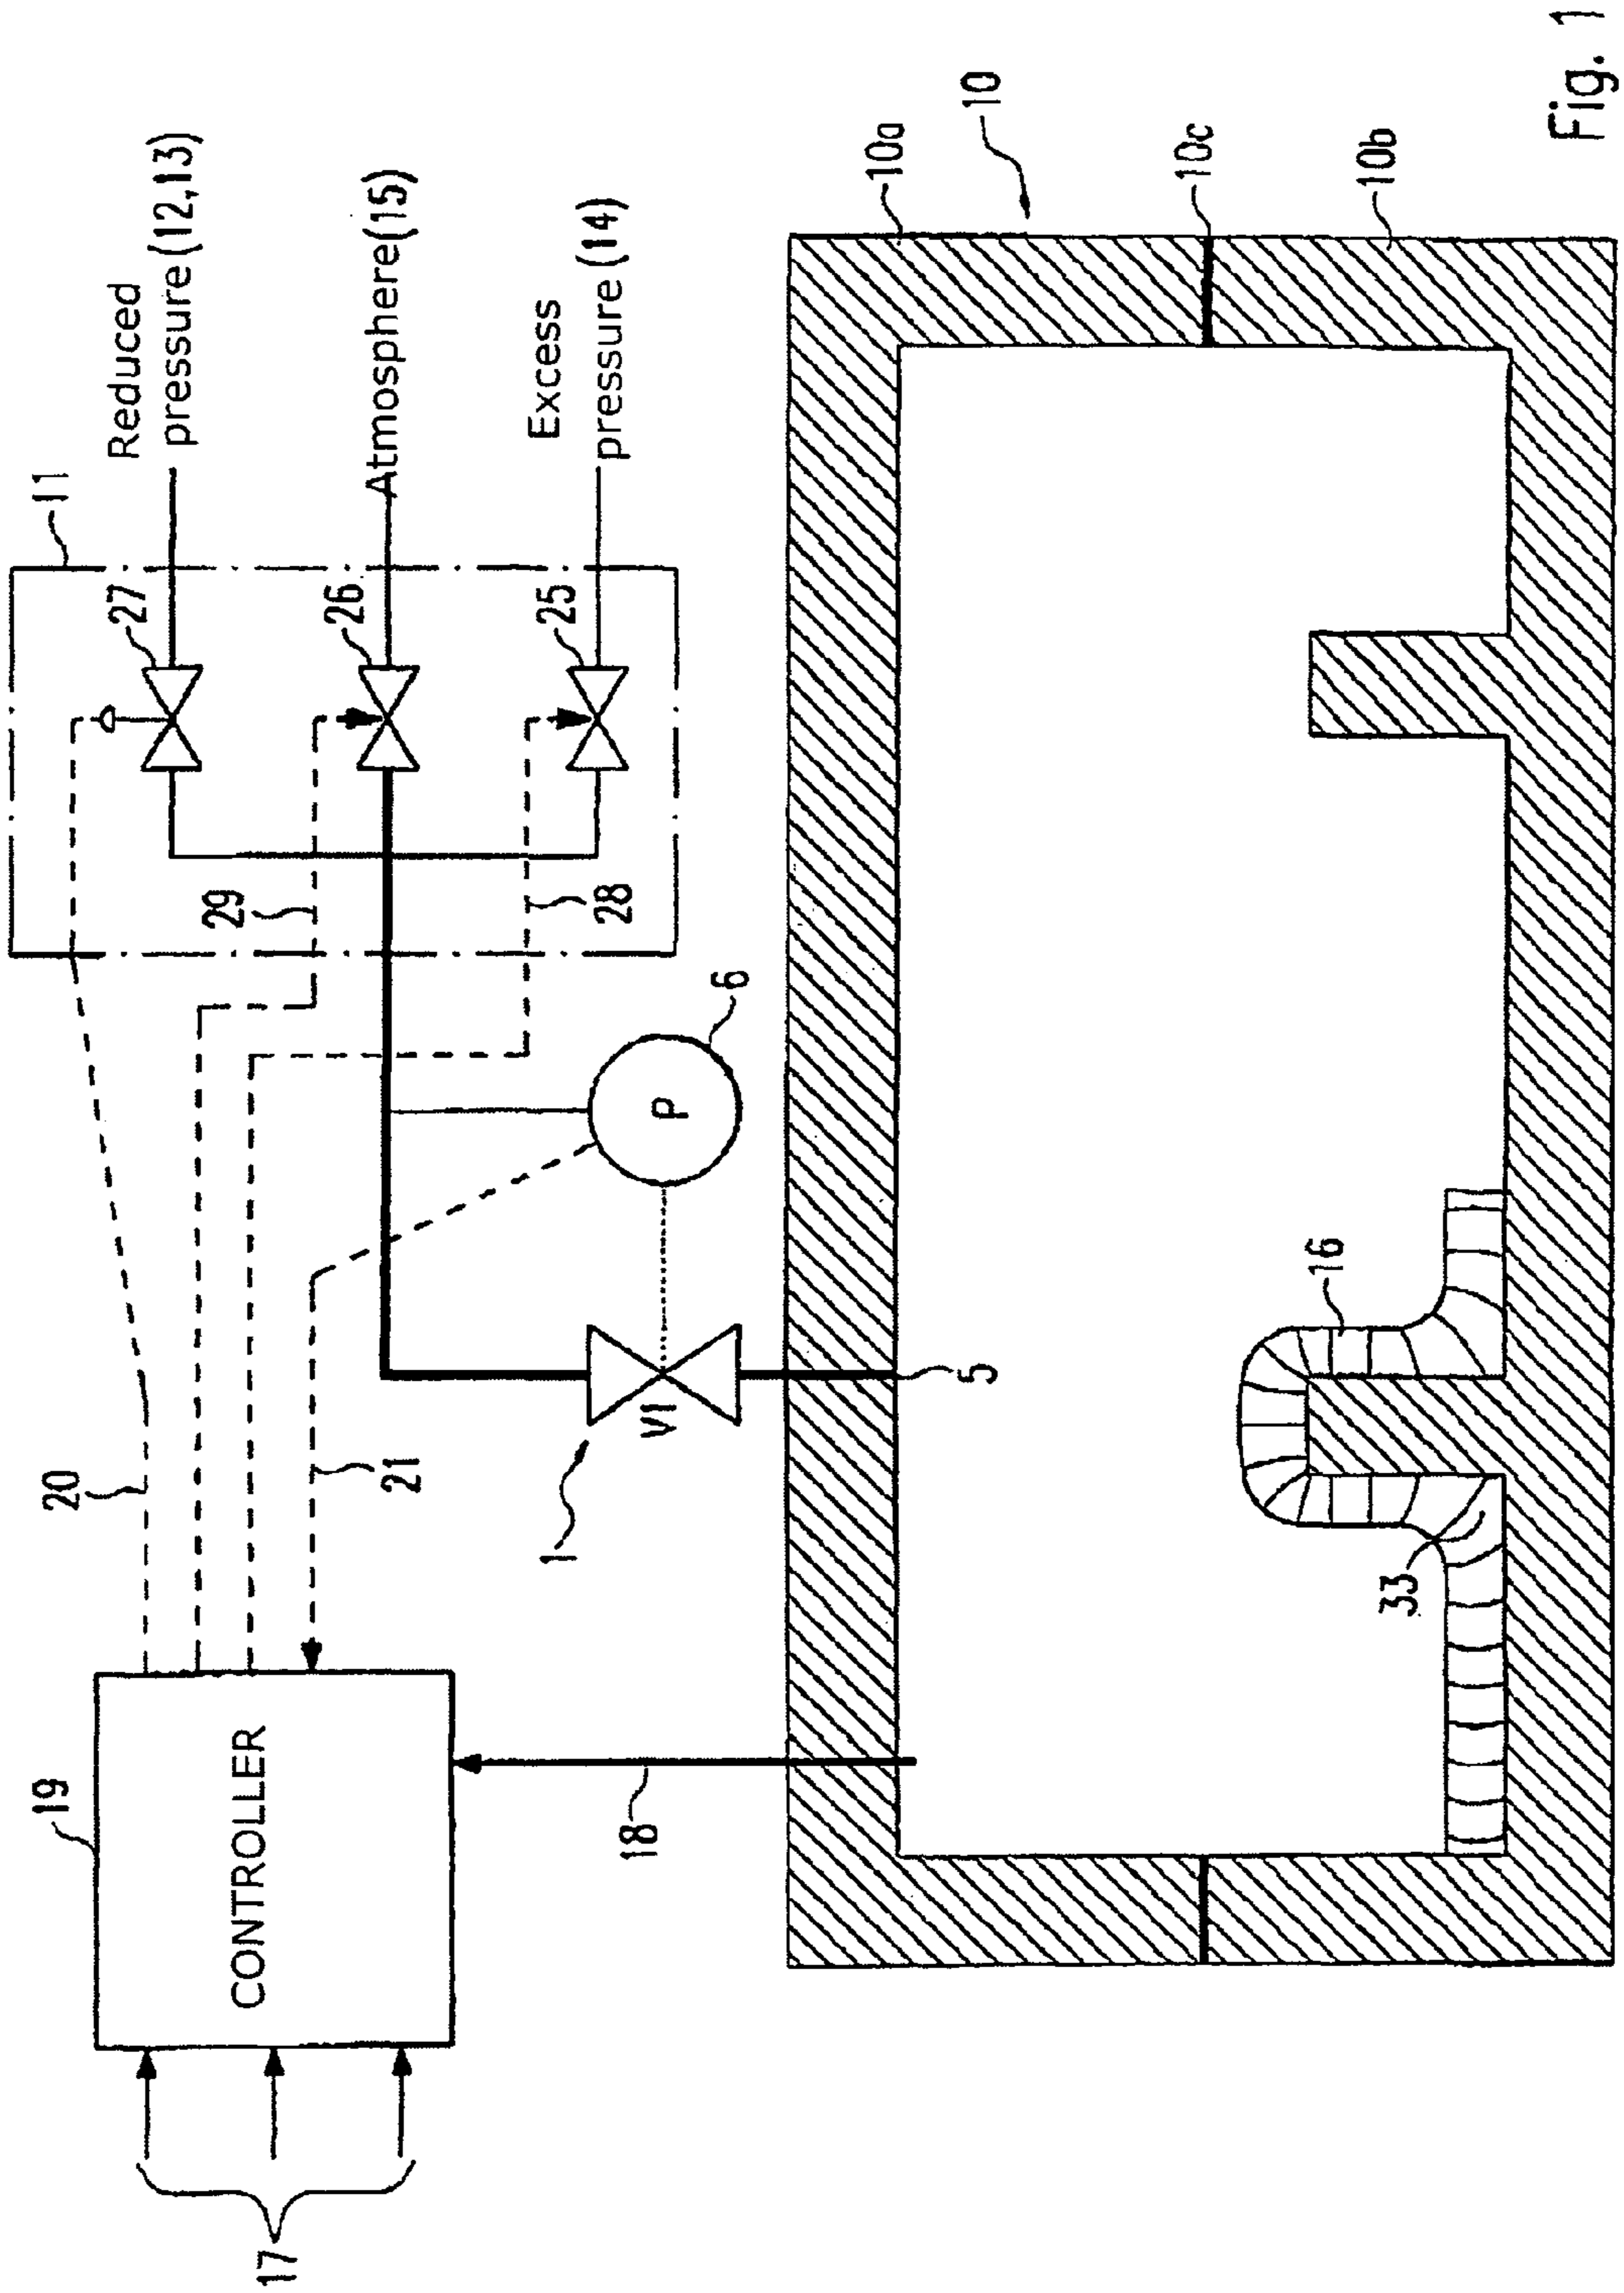 11
Reduced
pressure(12,13)
27
Atmosphere(15)
26
Excess
pressure(14)
25
29
28
20
21
6
P
V1
1
5
19
CONTROLLER
17
18
10
10a
10c
10b
16
33
Fig. 1